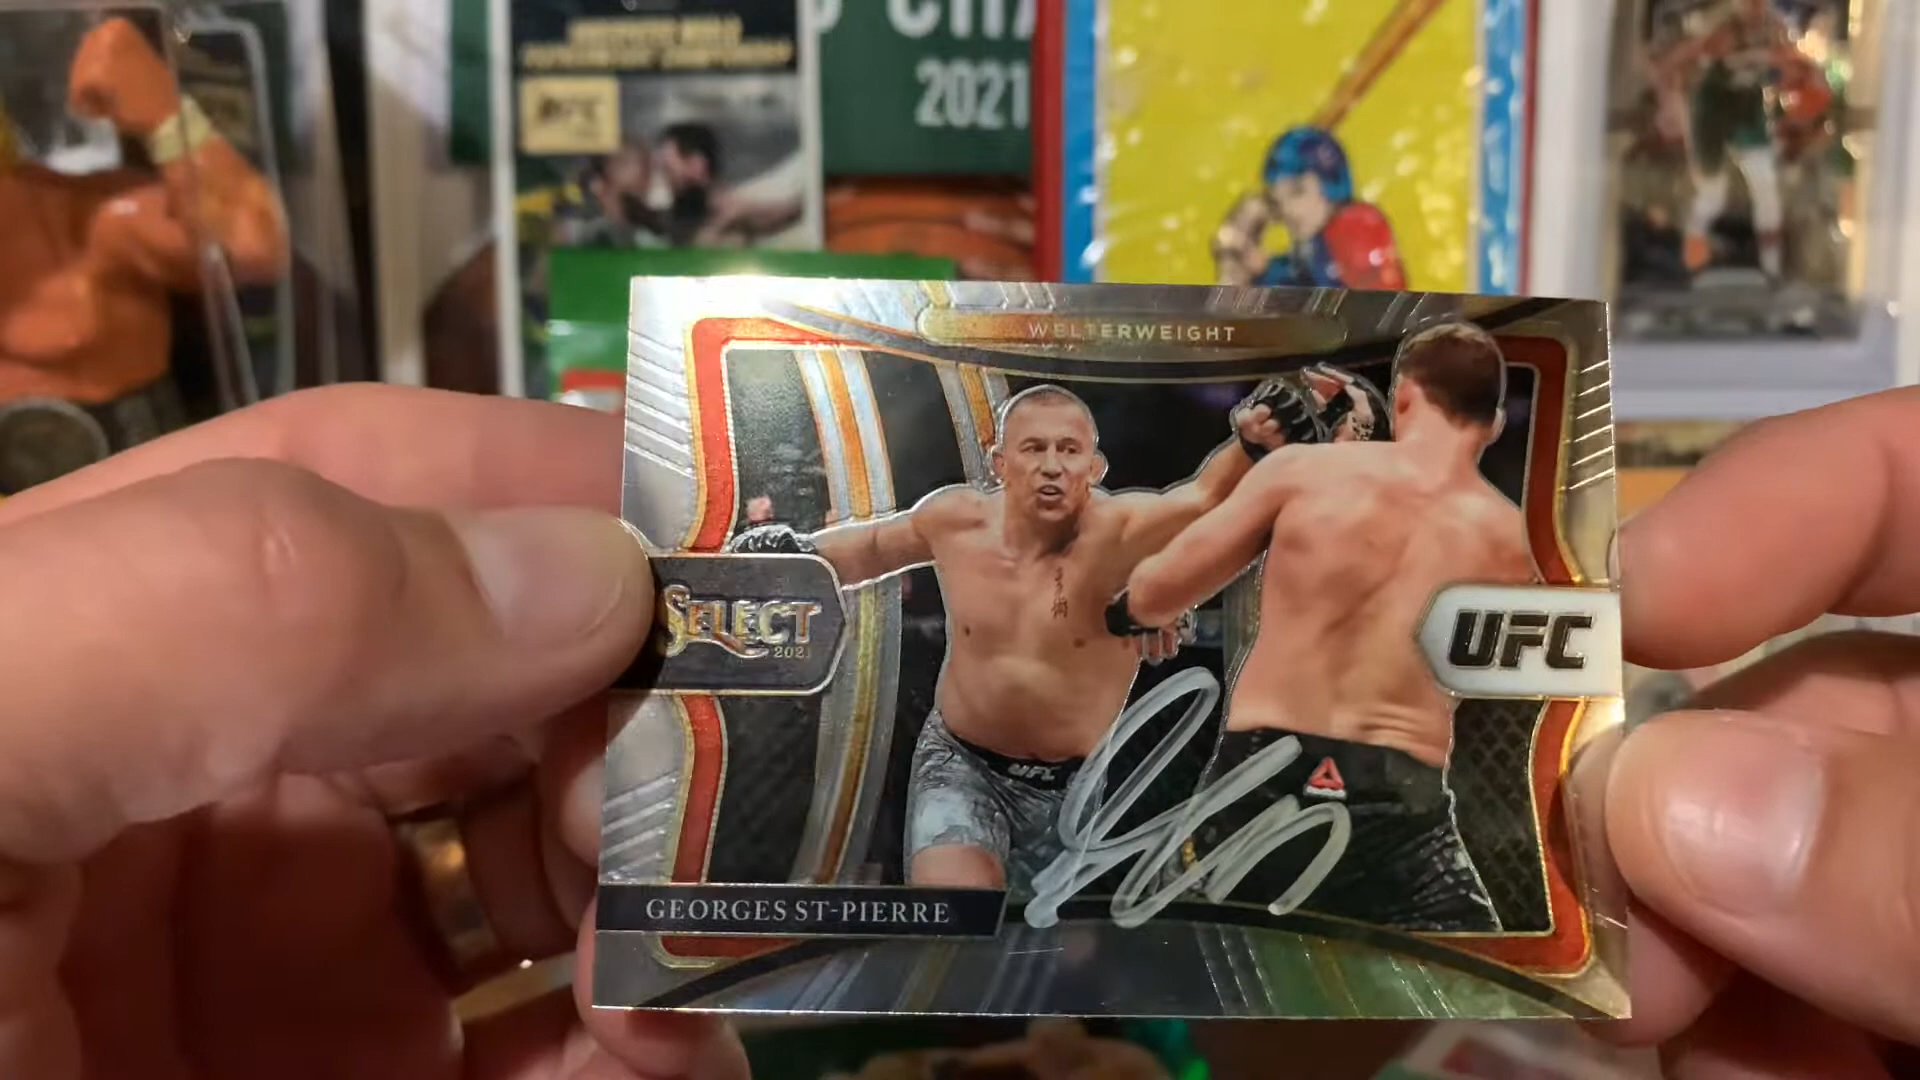 2021
WELTERWEIGHT
SELECT
2021
UFC
UFC
GEORGES ST-PIERRE